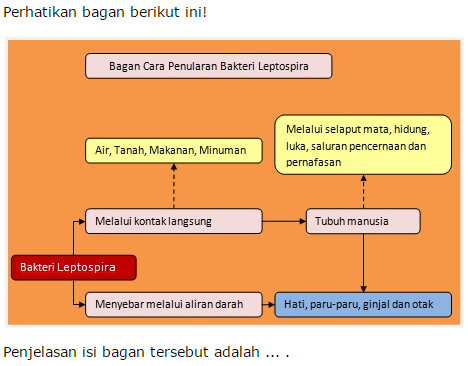 Perhatikan bagan berikut ini!
Bagan Cara Penularan Bakteri Leptospira
Melalui selaput mata, hidung,
luka, saluran pencernaan dan
pernafasan
Air, Tanah, Makanan, Minuman
Melalui kontak langsung
Tubuh manusia
Bakteri Leptospira
Menyebar melalui aliran darah
Hati, paru-paru, ginjal dan otak
Penjelasan isi bagan tersebut adalah ... .